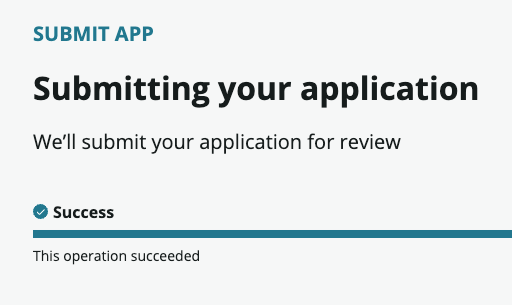 SUBMIT APP
Submitting your application
We’ll submit your application for review
Success
This operation succeeded